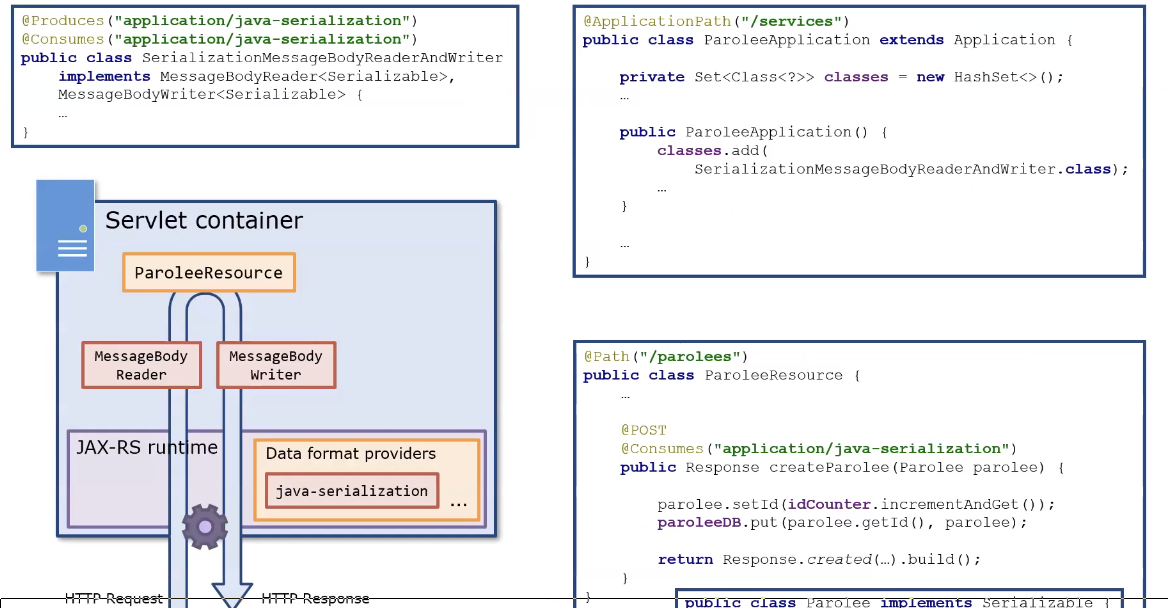 @Produces("application/java-serialization")
@Consumes("application/java-serialization")
public class SerializationMessageBodyReaderAndWriter
implements MessageBodyReader<Serializable>,
MessageBodyWriter<Serializable> {
…
}
Servlet container
ParoleeResource
MessageBody
Reader
MessageBody
Writer
JAX-RS runtime
Data format providers
java-serialization
…
HTTP Request
HTTP Response
@ApplicationPath("/services")
public class ParoleeApplication extends Application {
private Set<Class<?>> classes = new HashSet<>();
…
public ParoleeApplication() {
classes.add(
SerializationMessageBodyReaderAndWriter.class);
…
}
…
}
@Path("/parolees")
public class ParoleeResource {
…
@POST
@Consumes("application/java-serialization")
public Response createParolee(Parolee parolee) {
parolee.setId(idCounter.incrementAndGet());
paroleeDB.put(parolee.getId(), parolee);
return Response.created(…).build();
}
}
public class Parolee implements Serializable {